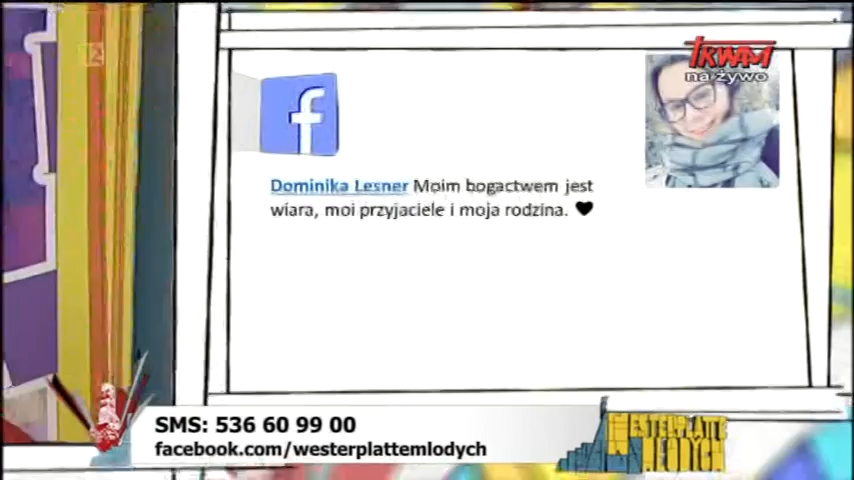 TRWAM
na żywo
12
f
Dominika Lesner Moim bogactwem jest
wiara, moi przyjaciele i moja rodzina. ♥
SMS: 536 60 99 00
facebook.com/westerplattemlodych
WESTERPLATTE
MŁODYCH